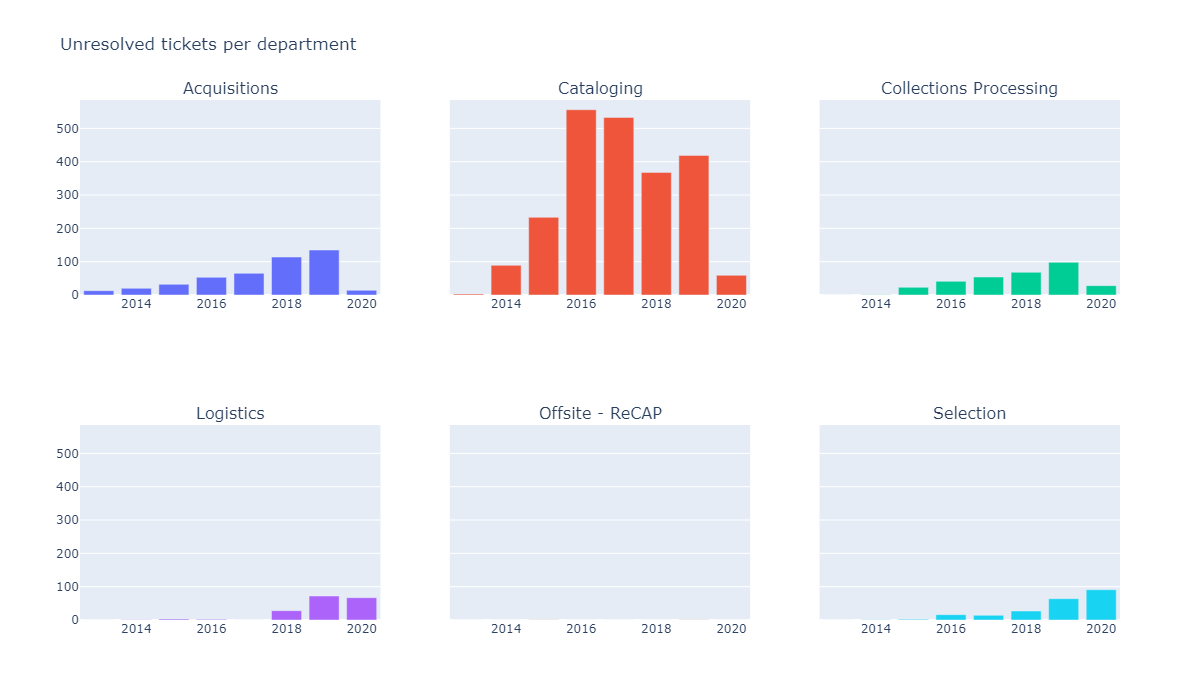 Unresolved tickets per department
Acquisitions
Cataloging
Collections Processing
500
400
300
200
100
0
2014 2016 2018 2020
2014 2016 2018 2020
2014 2016 2018 2020
Logistics
Offsite - ReCAP
Selection
500
400
300
200
100
0
2014 2016 2018 2020
2014 2016 2018 2020
2014 2016 2018 2020